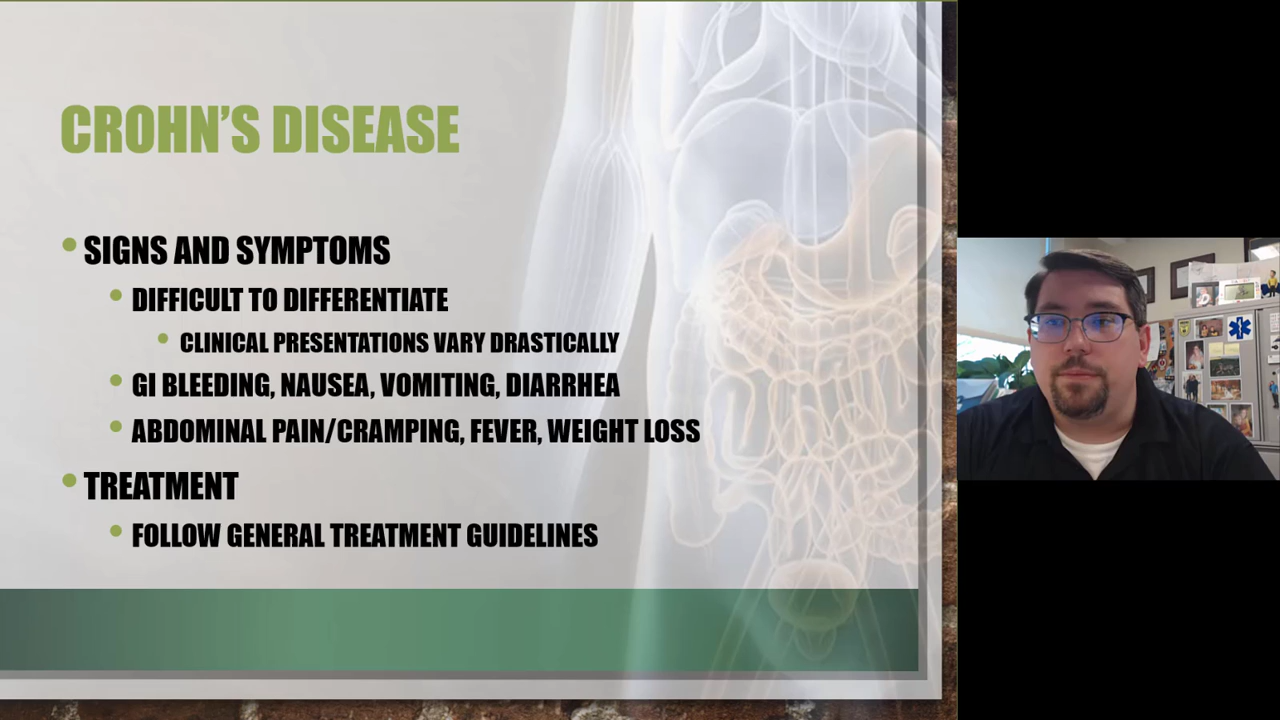 CROHN'S DISEASE
• SIGNS AND SYMPTOMS
• DIFFICULT TO DIFFERENTIATE
• CLINICAL PRESENTATIONS VARY DRASTICALLY
• GI BLEEDING, NAUSEA, VOMITING, DIARRHEA
• ABDOMINAL PAIN/CRAMPING, FEVER, WEIGHT LOSS
• TREATMENT
• FOLLOW GENERAL TREATMENT GUIDELINES